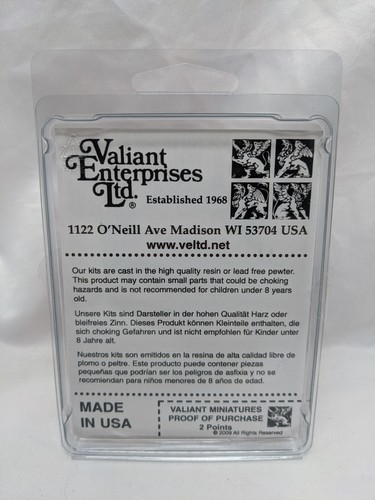 Valiant
Enterprises
Ltd.®
Established 1968
1122 O'Neill Ave Madison WI 53704 USA
www.veltd.net
Our kits are cast in the high quality resin or lead free pewter.
This product may contain small parts that could be choking
hazards and is not recommended for children under 8 years
old.
Unsere Kits sind Darsteller in der hohen Qualität Harz oder
bleifreies Zinn. Dieses Produkt können Kleinteile enthalten, die
sich choking Gefahren und ist nicht empfohlen für Kinder unter
8 Jahre alt.
Nuestros kits son emitidos en la resina de alta calidad libre de
plomo o peltre. Este producto puede contener piezas
pequeñas que podrían ser los peligros de asfixia y no se
recomiendan para niños menores de 8 años de edad.
MADE
IN USA
VALIANT MINIATURES
PROOF OF PURCHASE
2 Points
© 2009 All Rights Reserved